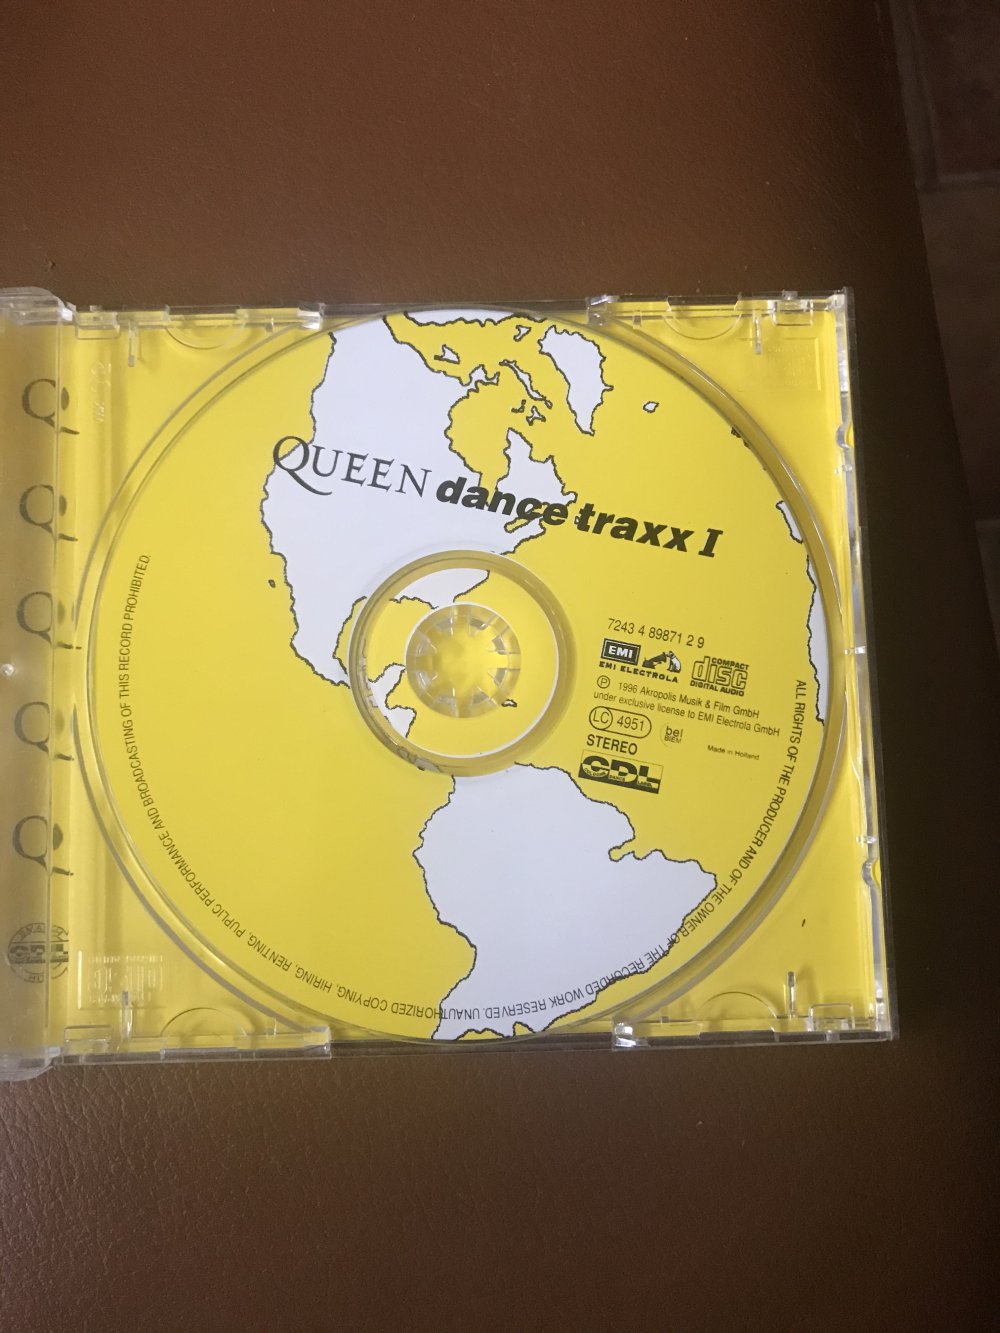 QUEEN dance traxx I
7243 4 89871 2 9
EMI
EMI ELECTROLA
COMPACT
disc
DIGITAL AUDIO
℗ 1996 Akropolis Musik & Film GmbH
under exclusive license to EMI Electrola GmbH
LC 4951
bel
BIEM
Made in Holland
STEREO
CDL
ALL RIGHTS OF THE PRODUCER AND OF THE OWNER OF THE RECORDED WORK RESERVED. UNAUTHORIZED COPYING, HIRING, RENTING, PUPLIC PERFORMANCE AND BROADCASTING OF THIS RECORD PROHIBITED.